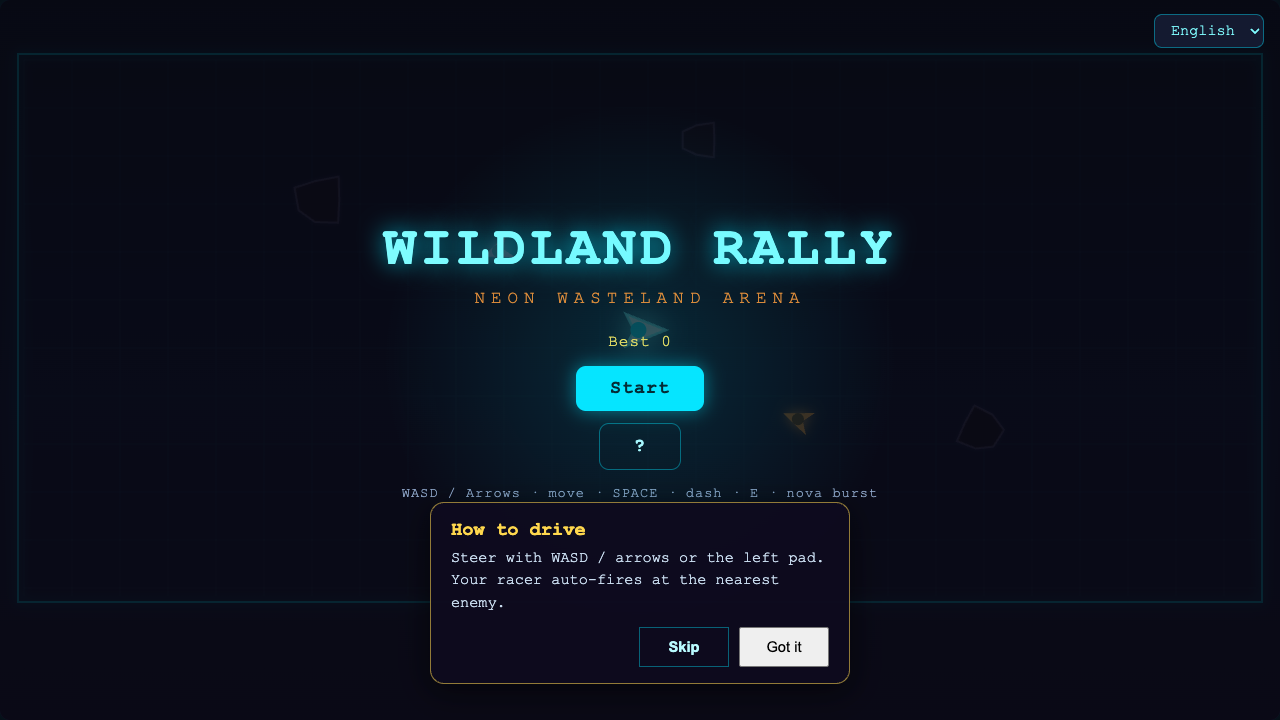 English
WILDLAND RALLY
NEON WASTELAND ARENA
Best 0
Start
?
WASD / Arrows · move · SPACE · dash · E · nova burst
How to drive
Steer with WASD / arrows or the left pad.
Your racer auto-fires at the nearest
enemy.
Skip
Got it